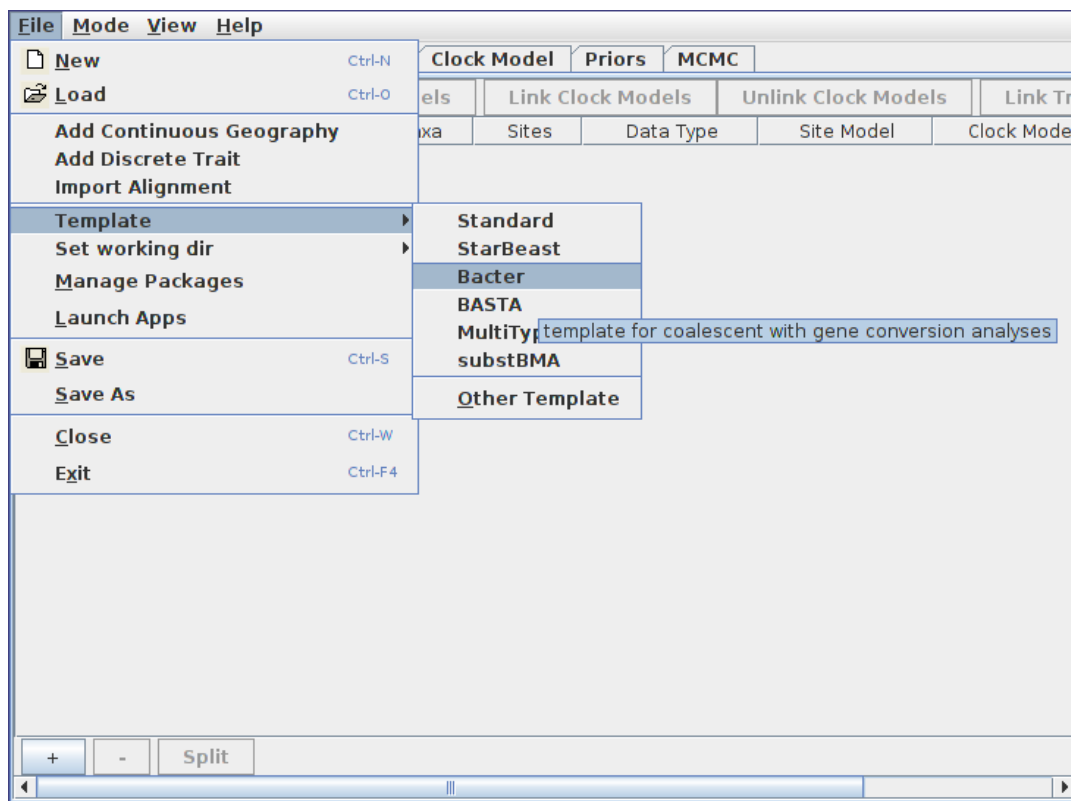 File Mode View Help
New Ctrl-N
Load Ctrl-O
Add Continuous Geography
Add Discrete Trait
Import Alignment
Template
Set working dir
Manage Packages
Launch Apps
Save Ctrl-S
Save As
Close Ctrl-W
Exit Ctrl-F4
Clock Model Priors MCMC
els Link Clock Models Unlink Clock Models Link Tr
xa Sites Data Type Site Model Clock Mode
Standard
StarBeast
Bacter
BASTA
MultiTyp
template for coalescent with gene conversion analyses
substBMA
Other Template
+ - Split